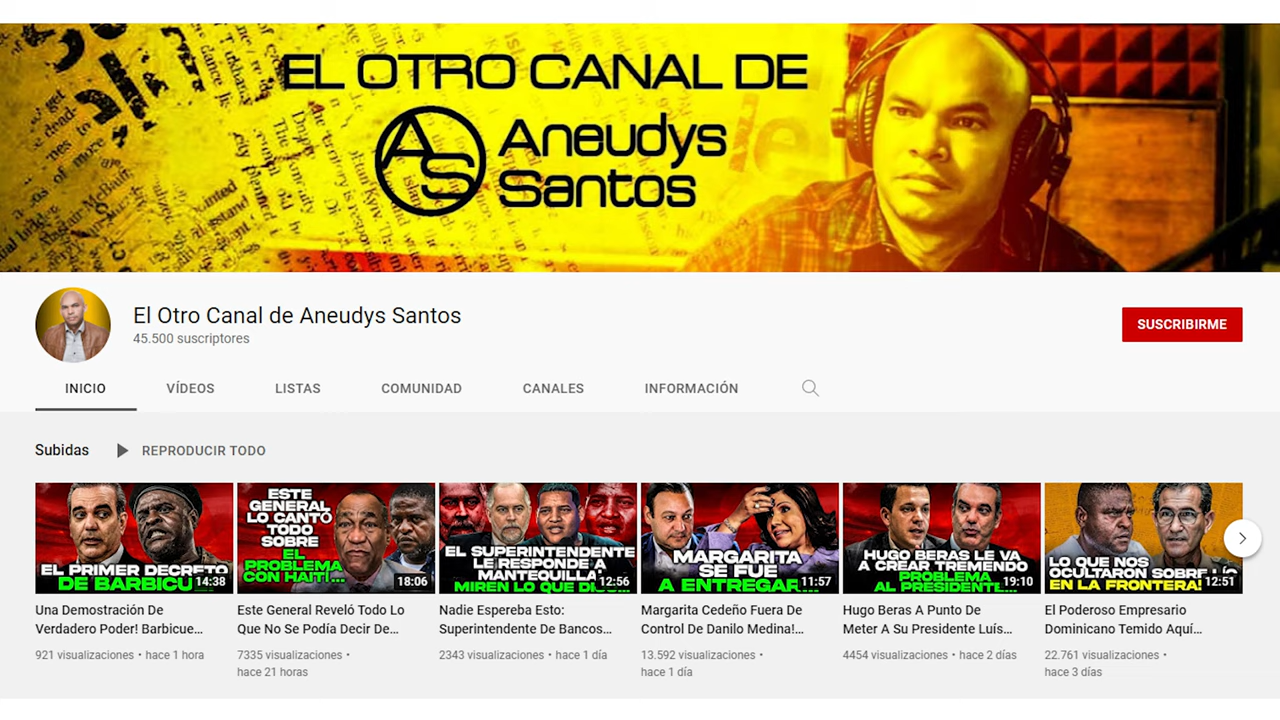 EL OTRO CANAL DE
AS
Aneudys
Santos
El Otro Canal de Aneudys Santos
45.500 suscriptores
SUSCRIBIRME
INICIO
VÍDEOS
LISTAS
COMUNIDAD
CANALES
INFORMACIÓN
Subidas
REPRODUCIR TODO
EL PRIMER DECRETO
DE BARBICU
14:38
Una Demostración De
Verdadero Poder! Barbicue...
921 visualizaciones • hace 1 hora
ESTE
GENERAL
LO CANTÓ
TODO
SOBRE
EL
PROBLEMA
CON HAITÍ...
18:06
Este General Reveló Todo Lo
Que No Se Podía Decir De...
7335 visualizaciones •
hace 21 horas
EL SUPERINTENDENTE
LE RESPONDE A
MANTEQUILLA
MIREN LO QUE
12:56
Nadie Espereba Esto:
Superintendente De Bancos...
2343 visualizaciones • hace 1 día
MARGARITA
SE FUE
A ENTREGAR
11:57
Margarita Cedeño Fuera De
Control De Danilo Medina!...
13.592 visualizaciones •
hace 1 día
HUGO BERAS LE VA
A CREAR TREMENDO
PROBLEMA
AL PRESIDENTE...
19:10
Hugo Beras A Punto De
Meter A Su Presidente Luís...
4454 visualizaciones • hace 2 días
LO QUE NOS
OCULTARON SOBRE
EN LA FRONTERA!
12:51
El Poderoso Empresario
Dominicano Temido Aquí...
22.761 visualizaciones •
hace 3 días